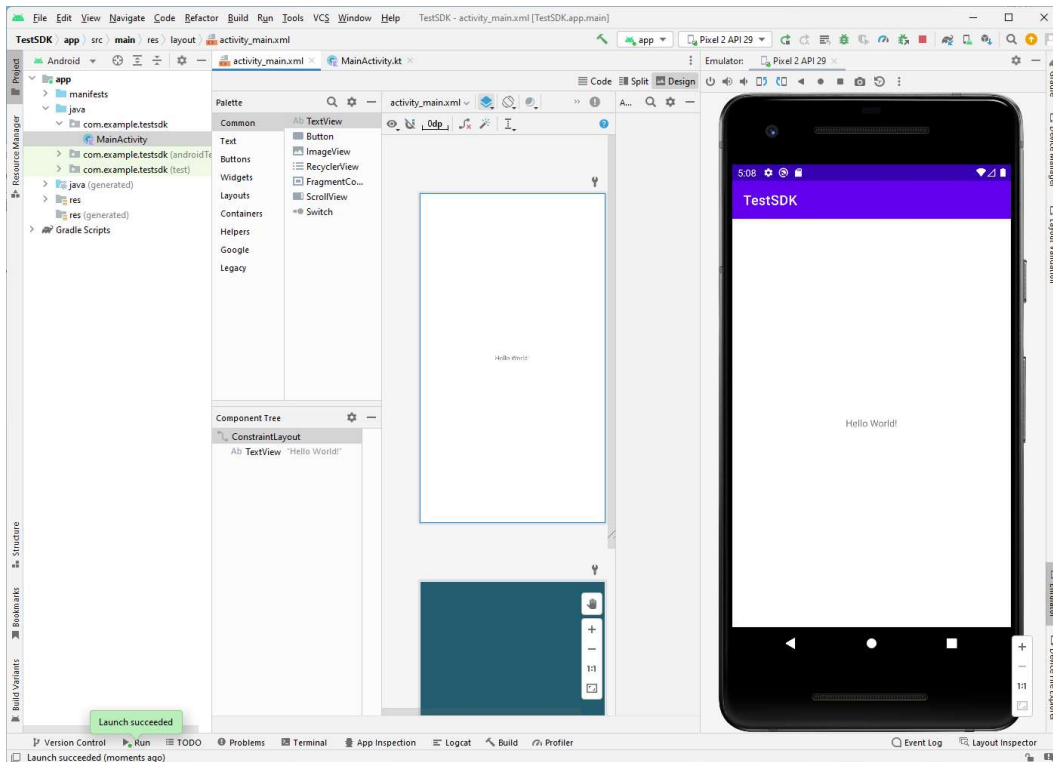 File Edit View Navigate Code Refactor Build Run Tools VCS Window Help TestSDK - activity_main.xml [TestSDK.app.main]
TestSDK app src main res layout activity_main.xml
app
Pixel 2 API 29
Project
Resource Manager
Structure
Bookmarks
Build Variants
Android
app
manifests
java
com.example.testsdk
MainActivity
com.example.testsdk (androidTe
com.example.testsdk (test)
java (generated)
res
res (generated)
Gradle Scripts
activity_main.xml
MainActivity.kt
Code Split Design
Palette
Common
Text
Buttons
Widgets
Layouts
Containers
Helpers
Google
Legacy
Ab TextView
Button
ImageView
RecyclerView
FragmentCo...
ScrollView
Switch
Component Tree
ConstraintLayout
Ab TextView "Hello World!"
activity_main.xml
0dp
A...
Hello World!
1:1
Emulator: Pixel 2 API 29
5:08
TestSDK
Hello World!
1:1
Gradle
Layout Validation
Emulator
Launch succeeded
Version Control Run TODO Problems Terminal App Inspection Logcat Build Profiler Event Log Layout Inspector
Launch succeeded (moments ago)